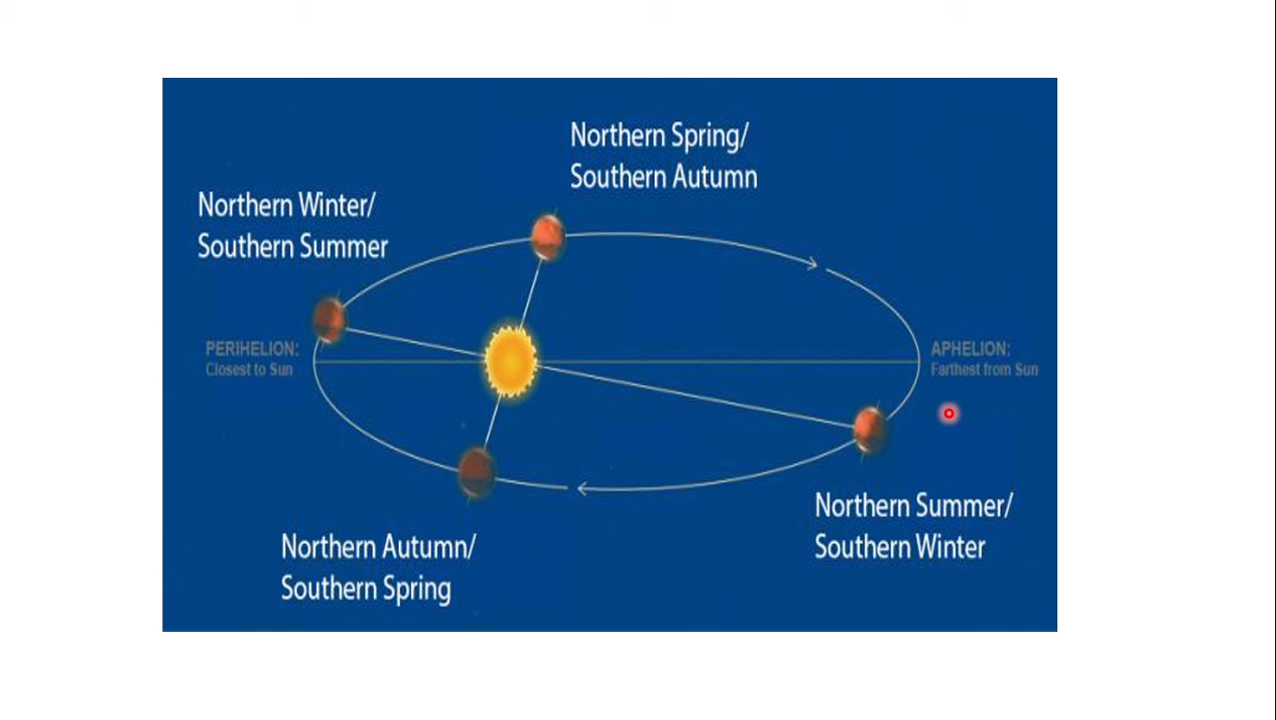 Northern Spring/
Southern Autumn
Northern Winter/
Southern Summer
PERIHELION:
Closest to Sun
APHELION:
Farthest from Sun
Northern Summer/
Southern Winter
Northern Autumn/
Southern Spring